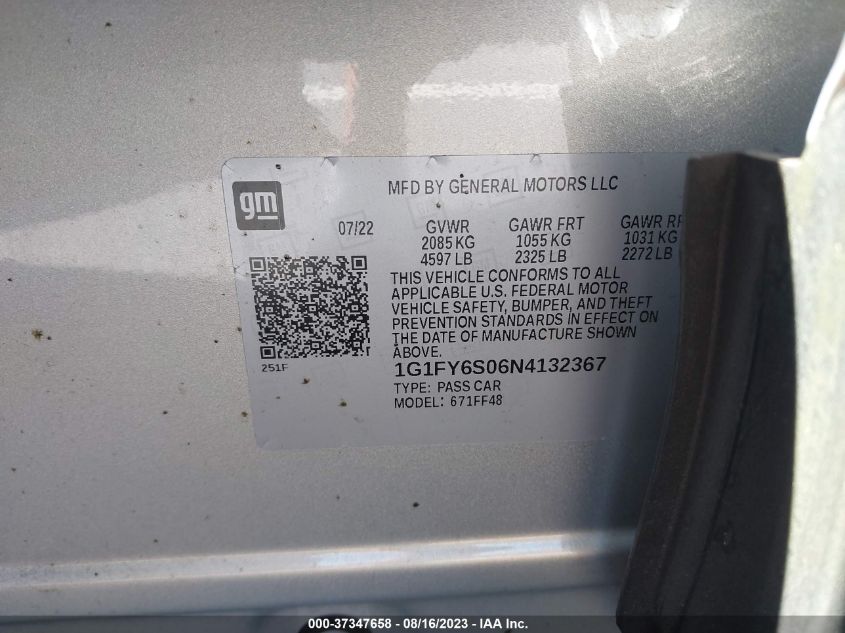 gm
MFD BY GENERAL MOTORS LLC
07/22 GVWR GAWR FRT GAWR
2085 KG 1055 KG 1031 KG
4597 LB 2325 LB 2272 LB
THIS VEHICLE CONFORMS TO ALL
APPLICABLE U.S. FEDERAL MOTOR
VEHICLE SAFETY, BUMPER, AND THEFT
PREVENTION STANDARDS IN EFFECT ON
THE DATE OF MANUFACTURE SHOWN
ABOVE.
251F
1G1FY6S06N4132367
TYPE: PASS CAR
MODEL: 671FF48
000-37347658 - 08/16/2023 - IAA Inc.